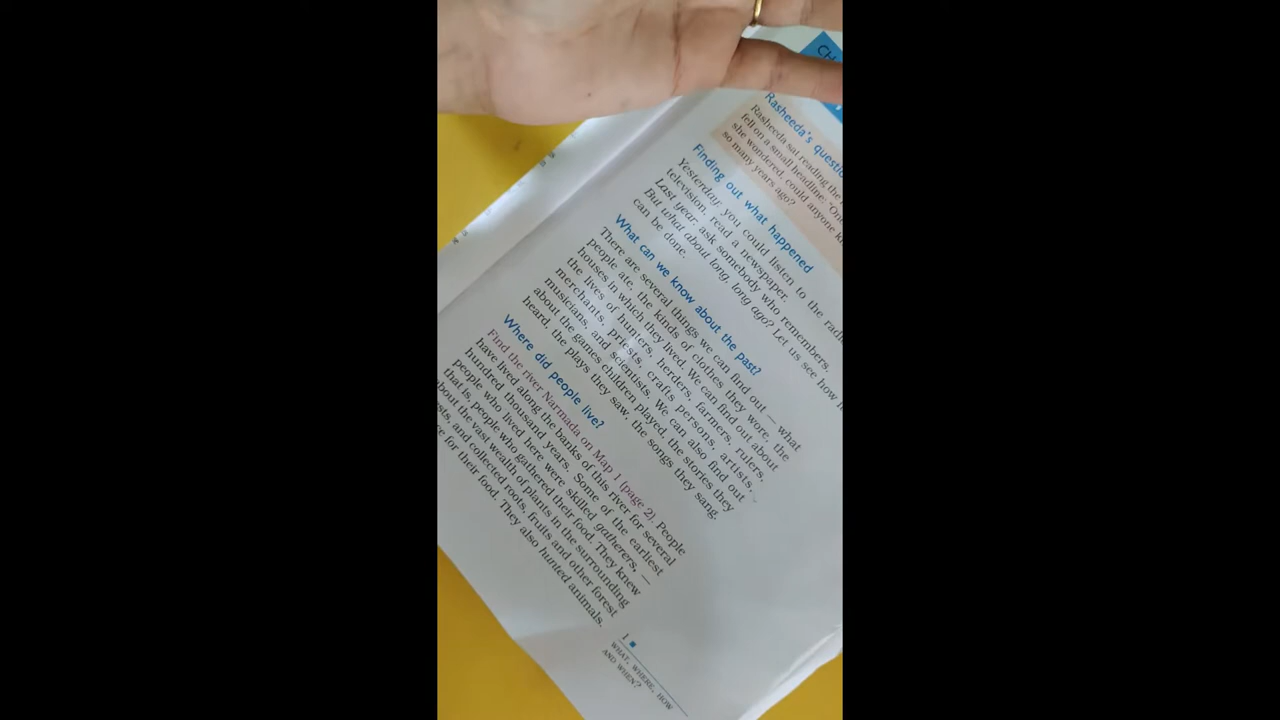 CH
Rasheeda's questio
Rasheeda sat reading the
fell on a small headline: "One
she wondered, could anyone k
so many years ago?
Finding out what happened
Yesterday: you could listen to the radi
television, read a newspaper.
Last year: ask somebody who remembers.
But what about long, long ago? Let us see how it
can be done.
What can we know about the past?
There are several things we can find out — what
people ate, the kinds of clothes they wore, the
houses in which they lived. We can find out about
the lives of hunters, herders, farmers, rulers,
merchants, priests, crafts persons, artists,
musicians, and scientists. We can also find out
about the games children played, the stories they
heard, the plays they saw, the songs they sang.
Where did people live?
Find the river Narmada on Map 1 (page 2). People
have lived along the banks of this river for several
hundred thousand years. Some of the earliest
people who lived here were skilled gatherers, —
that is, people who gathered their food. They knew
bout the vast wealth of plants in the surrounding
sts, and collected roots, fruits and other forest
e for their food. They also hunted animals.
1
WHAT, WHERE, HOW
AND WHEN?